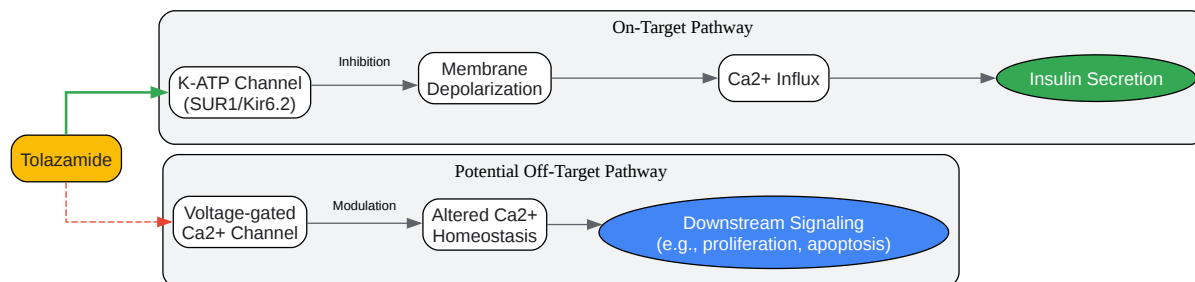 On-Target Pathway
K-ATP Channel
(SUR1/Kir6.2)
Inhibition
Membrane
Depolarization
Ca2+ Influx
Insulin Secretion
Tolazamide
Potential Off-Target Pathway
Voltage-gated
Ca2+ Channel
Modulation
Altered Ca2+
Homeostasis
Downstream Signaling
(e.g., proliferation, apoptosis)